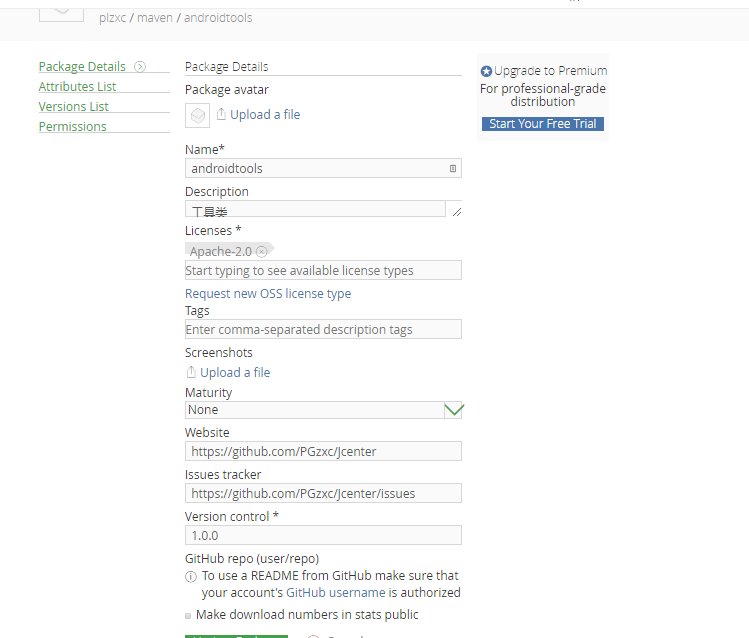 plzxc / maven / androidtools
Package Details
Attributes List
Versions List
Permissions
Package Details
Package avatar
Upload a file
Name*
androidtools
Description
工具类
Licenses *
Apache-2.0
Start typing to see available license types
Request new OSS license type
Tags
Enter comma-separated description tags
Screenshots
Upload a file
Maturity
None
Website
https://github.com/PGzxc/Jcenter
Issues tracker
https://github.com/PGzxc/Jcenter/issues
Version control *
1.0.0
GitHub repo (user/repo)
To use a README from GitHub make sure that
your account's GitHub username is authorized
Make download numbers in stats public
Upgrade to Premium
For professional-grade
distribution
Start Your Free Trial